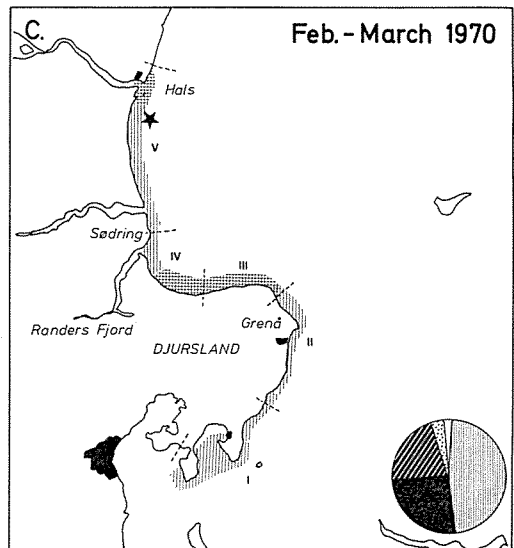 C.
Feb. - March 1970
Hals
V
Sødring
IV
III
Randers Fjord
Grenå
DJURSLAND
II
I